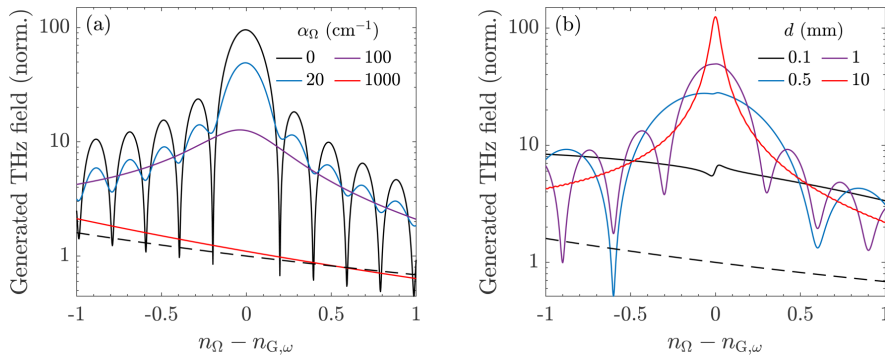 (a)
α_Ω (cm⁻¹)
0 100
20 1000
Generated THz field (norm.)
100
10
1
-1 -0.5 0 0.5 1
n_Ω − n_G,ω
(b)
d (mm)
0.1 1
0.5 10
Generated THz field (norm.)
100
10
1
-1 -0.5 0 0.5 1
n_Ω − n_G,ω